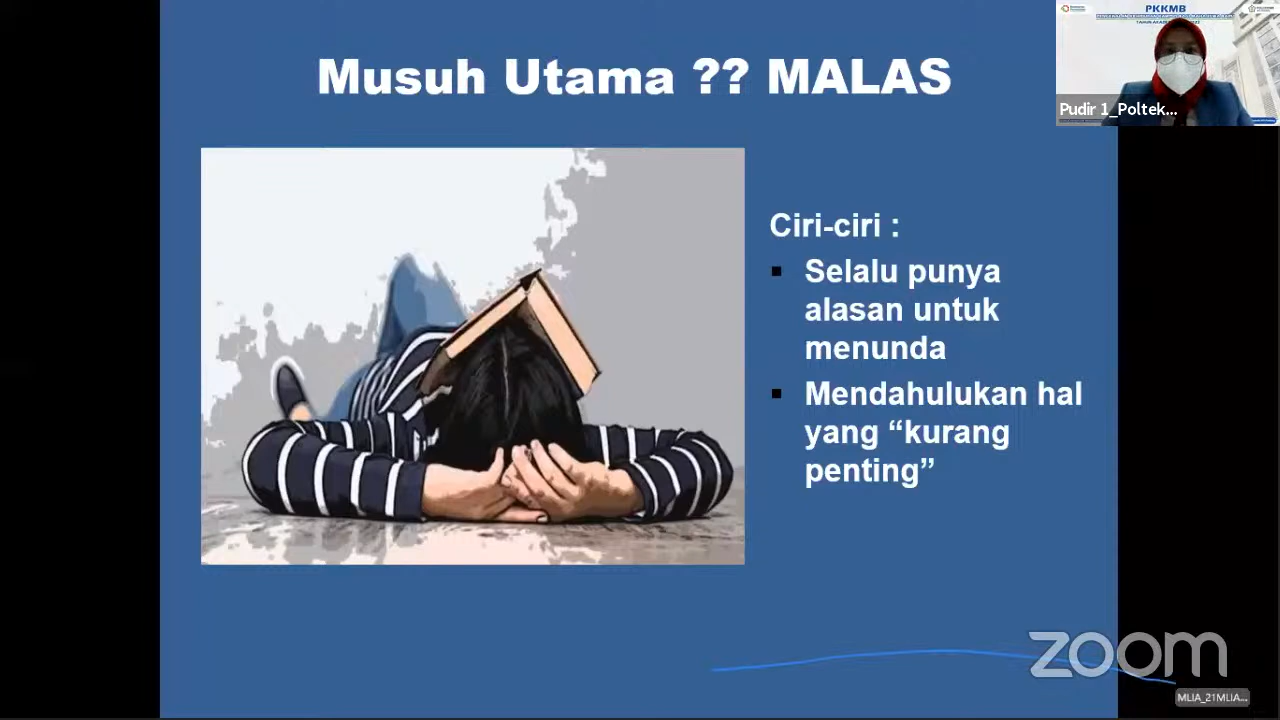 Musuh Utama ?? MALAS
Ciri-ciri :
▪ Selalu punya
alasan untuk
menunda
▪ Mendahulukan hal
yang “kurang
penting”
PKKMB
Pudir 1_Poltek...
zoom
MLIA_21MLIA...